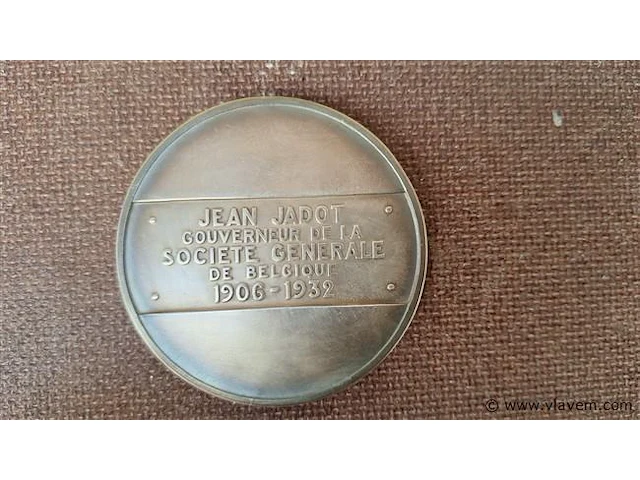 JEAN JADOT
GOUVERNEUR DE LA
SOCIETE GENERALE
DE BELGIQUE
1906-1932
© www.vlavem.com